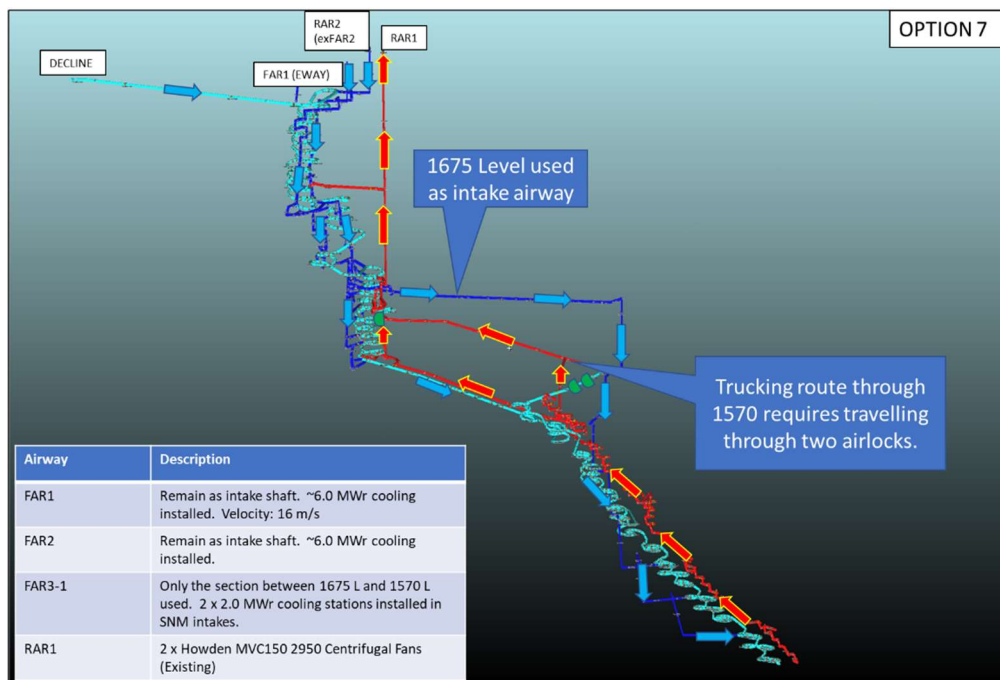 OPTION 7
RAR2
(exFAR2
RAR1
DECLINE
FAR1 (EWAY)
1675 Level used
as intake airway
Trucking route through
1570 requires travelling
through two airlocks.
Airway Description
FAR1 Remain as intake shaft. ~6.0 MWr cooling
installed. Velocity: 16 m/s
FAR2 Remain as intake shaft. ~6.0 MWr cooling
installed.
FAR3-1 Only the section between 1675 L and 1570 L
used. 2 x 2.0 MWr cooling stations installed in
SNM intakes.
RAR1 2 x Howden MVC150 2950 Centrifugal Fans
(Existing)